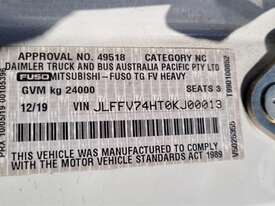 APPROVAL No. 49518 CATEGORY NC
DAIMLER TRUCK AND BUS AUSTRALIA PACIFIC PTY LTD
FUSO MITSUBISHI - FUSO TG FV HEAVY
GVM kg 24000 SEATS 3
12/19 VIN JLFFV74HT0KJ00013
THIS VEHICLE WAS MANUFACTURED TO COMPLY
WITH THE MOTOR VEHICLE STANDARDS ACT 1989